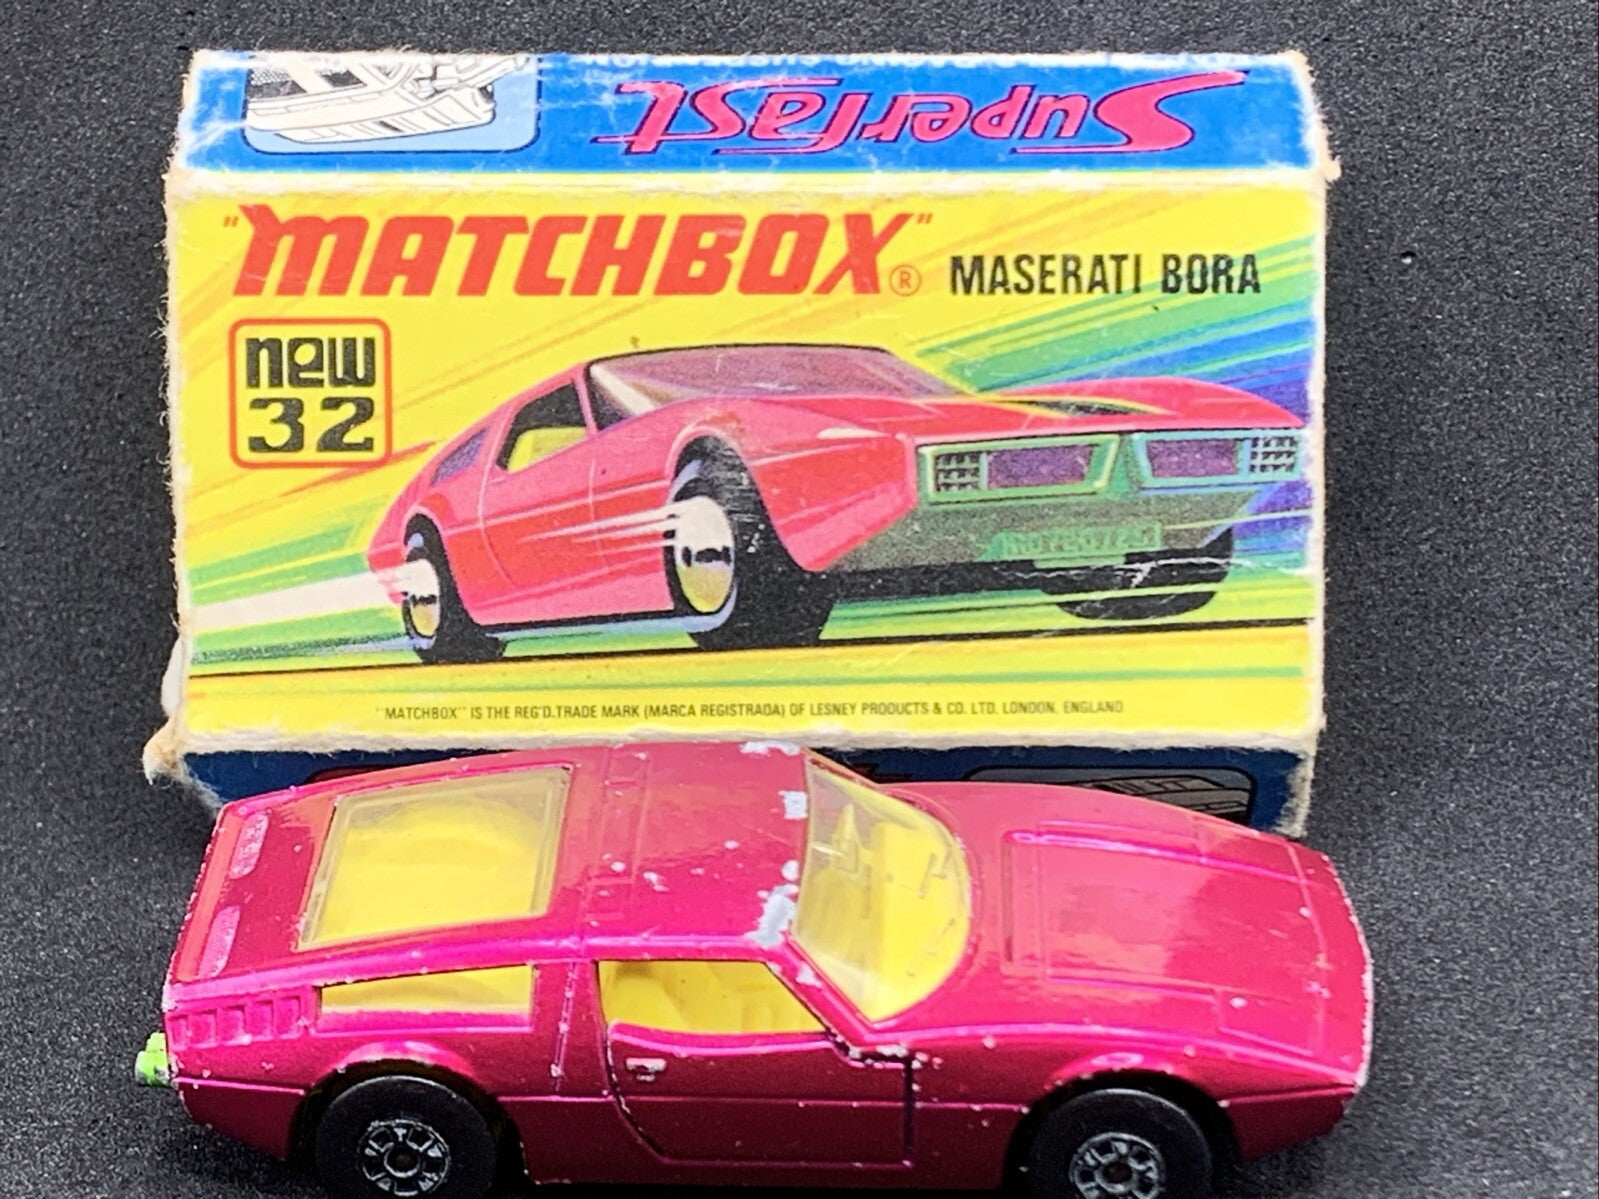 Superfast
"MATCHBOX"® MASERATI BORA
new
32
"MATCHBOX" IS THE REG'D.TRADE MARK (MARCA REGISTRADA) OF LESNEY PRODUCTS & CO. LTD. LONDON, ENGLAND